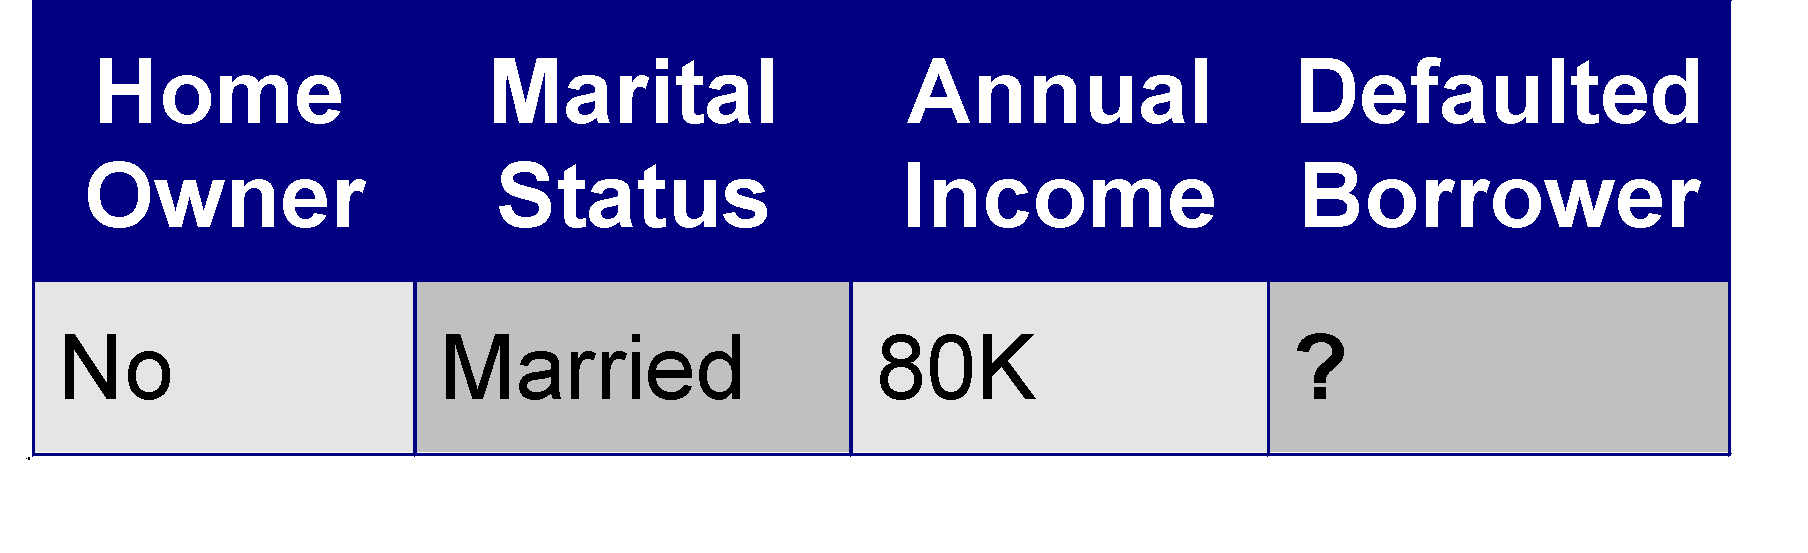 Home Owner Marital Status Annual Income Defaulted Borrower
No Married 80K ?